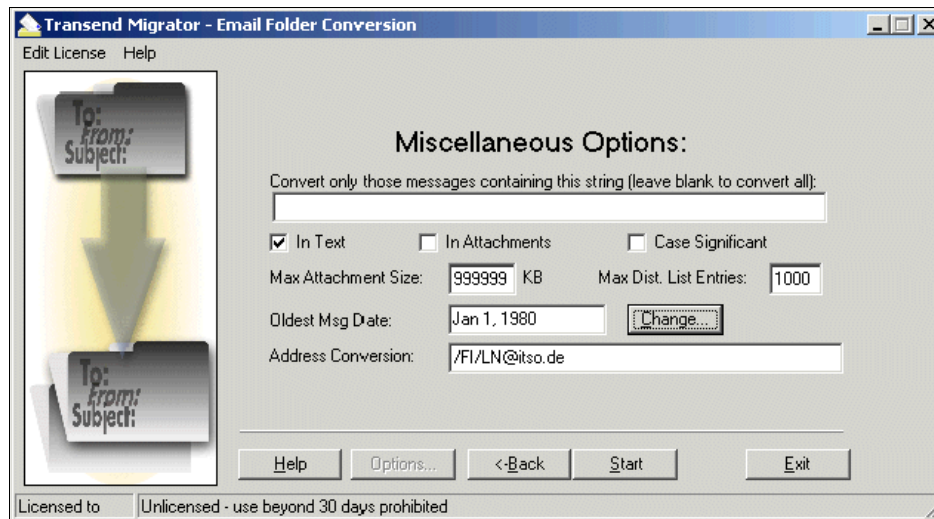 Transend Migrator - Email Folder Conversion
Edit License Help
To:
From:
Subject:
Miscellaneous Options:
Convert only those messages containing this string (leave blank to convert all):
In Text In Attachments Case Significant
Max Attachment Size: 999999 KB Max Dist. List Entries: 1000
Oldest Msg Date: Jan 1, 1980 Change...
Address Conversion: /FI/LN@itso.de
To:
From:
Subject:
Help Options... <-Back Start Exit
Licensed to Unlicensed - use beyond 30 days prohibited